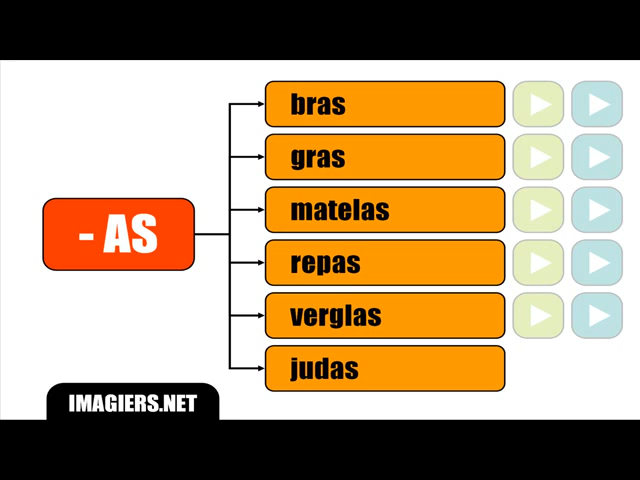 bras
gras
matelas
- AS
repas
verglas
judas
IMAGIERS.NET